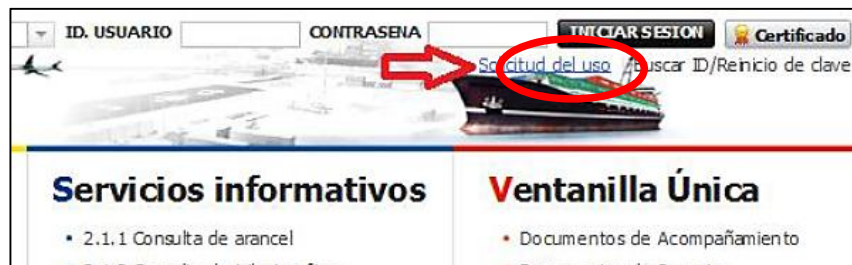 ID. USUARIO CONTRASENA INICIAR SESION Certificado
Solicitud del uso /Buscar ID/Reinicio de clave
Servicios informativos Ventanilla Única
• 2.1.1 Consulta de arancel • Documentos de Acompañamiento